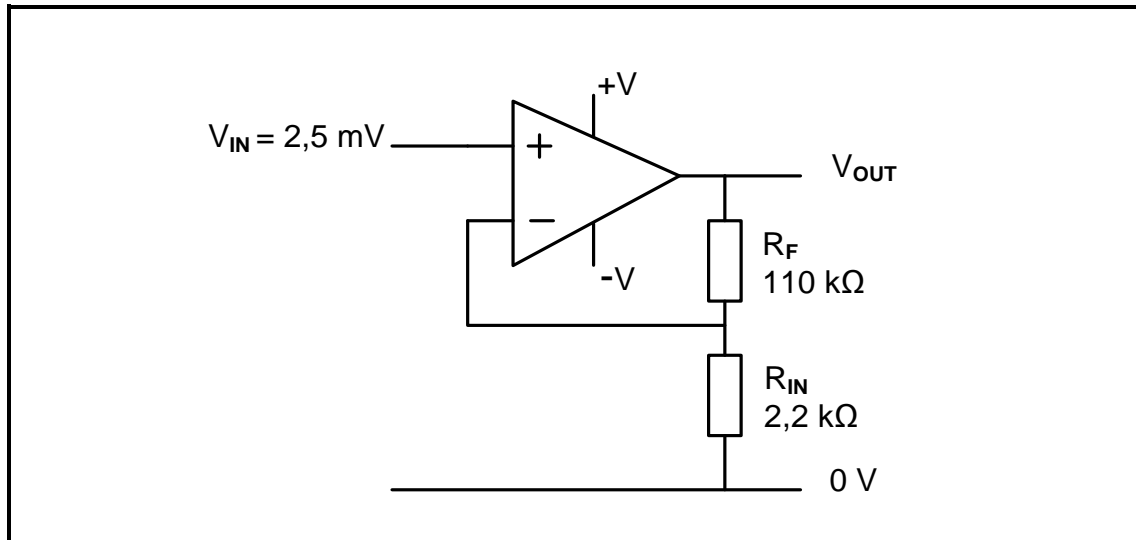 +V
V_IN = 2,5 mV
+
V_OUT
−
R_F
110 kΩ
-V
R_IN
2,2 kΩ
0 V